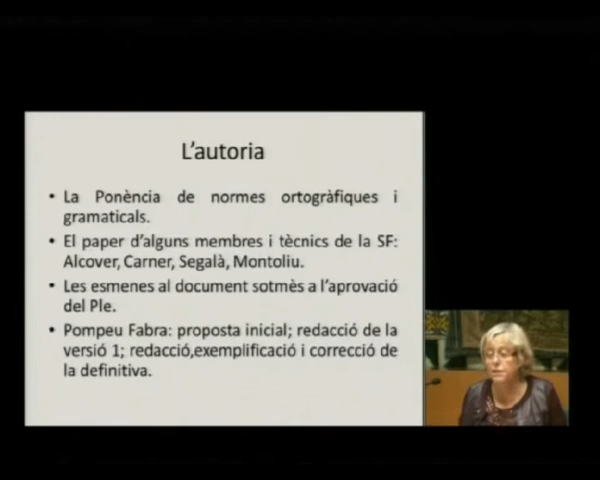 L'autoria
• La Ponència de normes ortogràfiques i
gramaticals.
• El paper d'alguns membres i tècnics de la SF:
Alcover, Carner, Segalà, Montoliu.
• Les esmenes al document sotmès a l'aprovació
del Ple.
• Pompeu Fabra: proposta inicial; redacció de la
versió 1; redacció,exemplificació i correcció de
la definitiva.